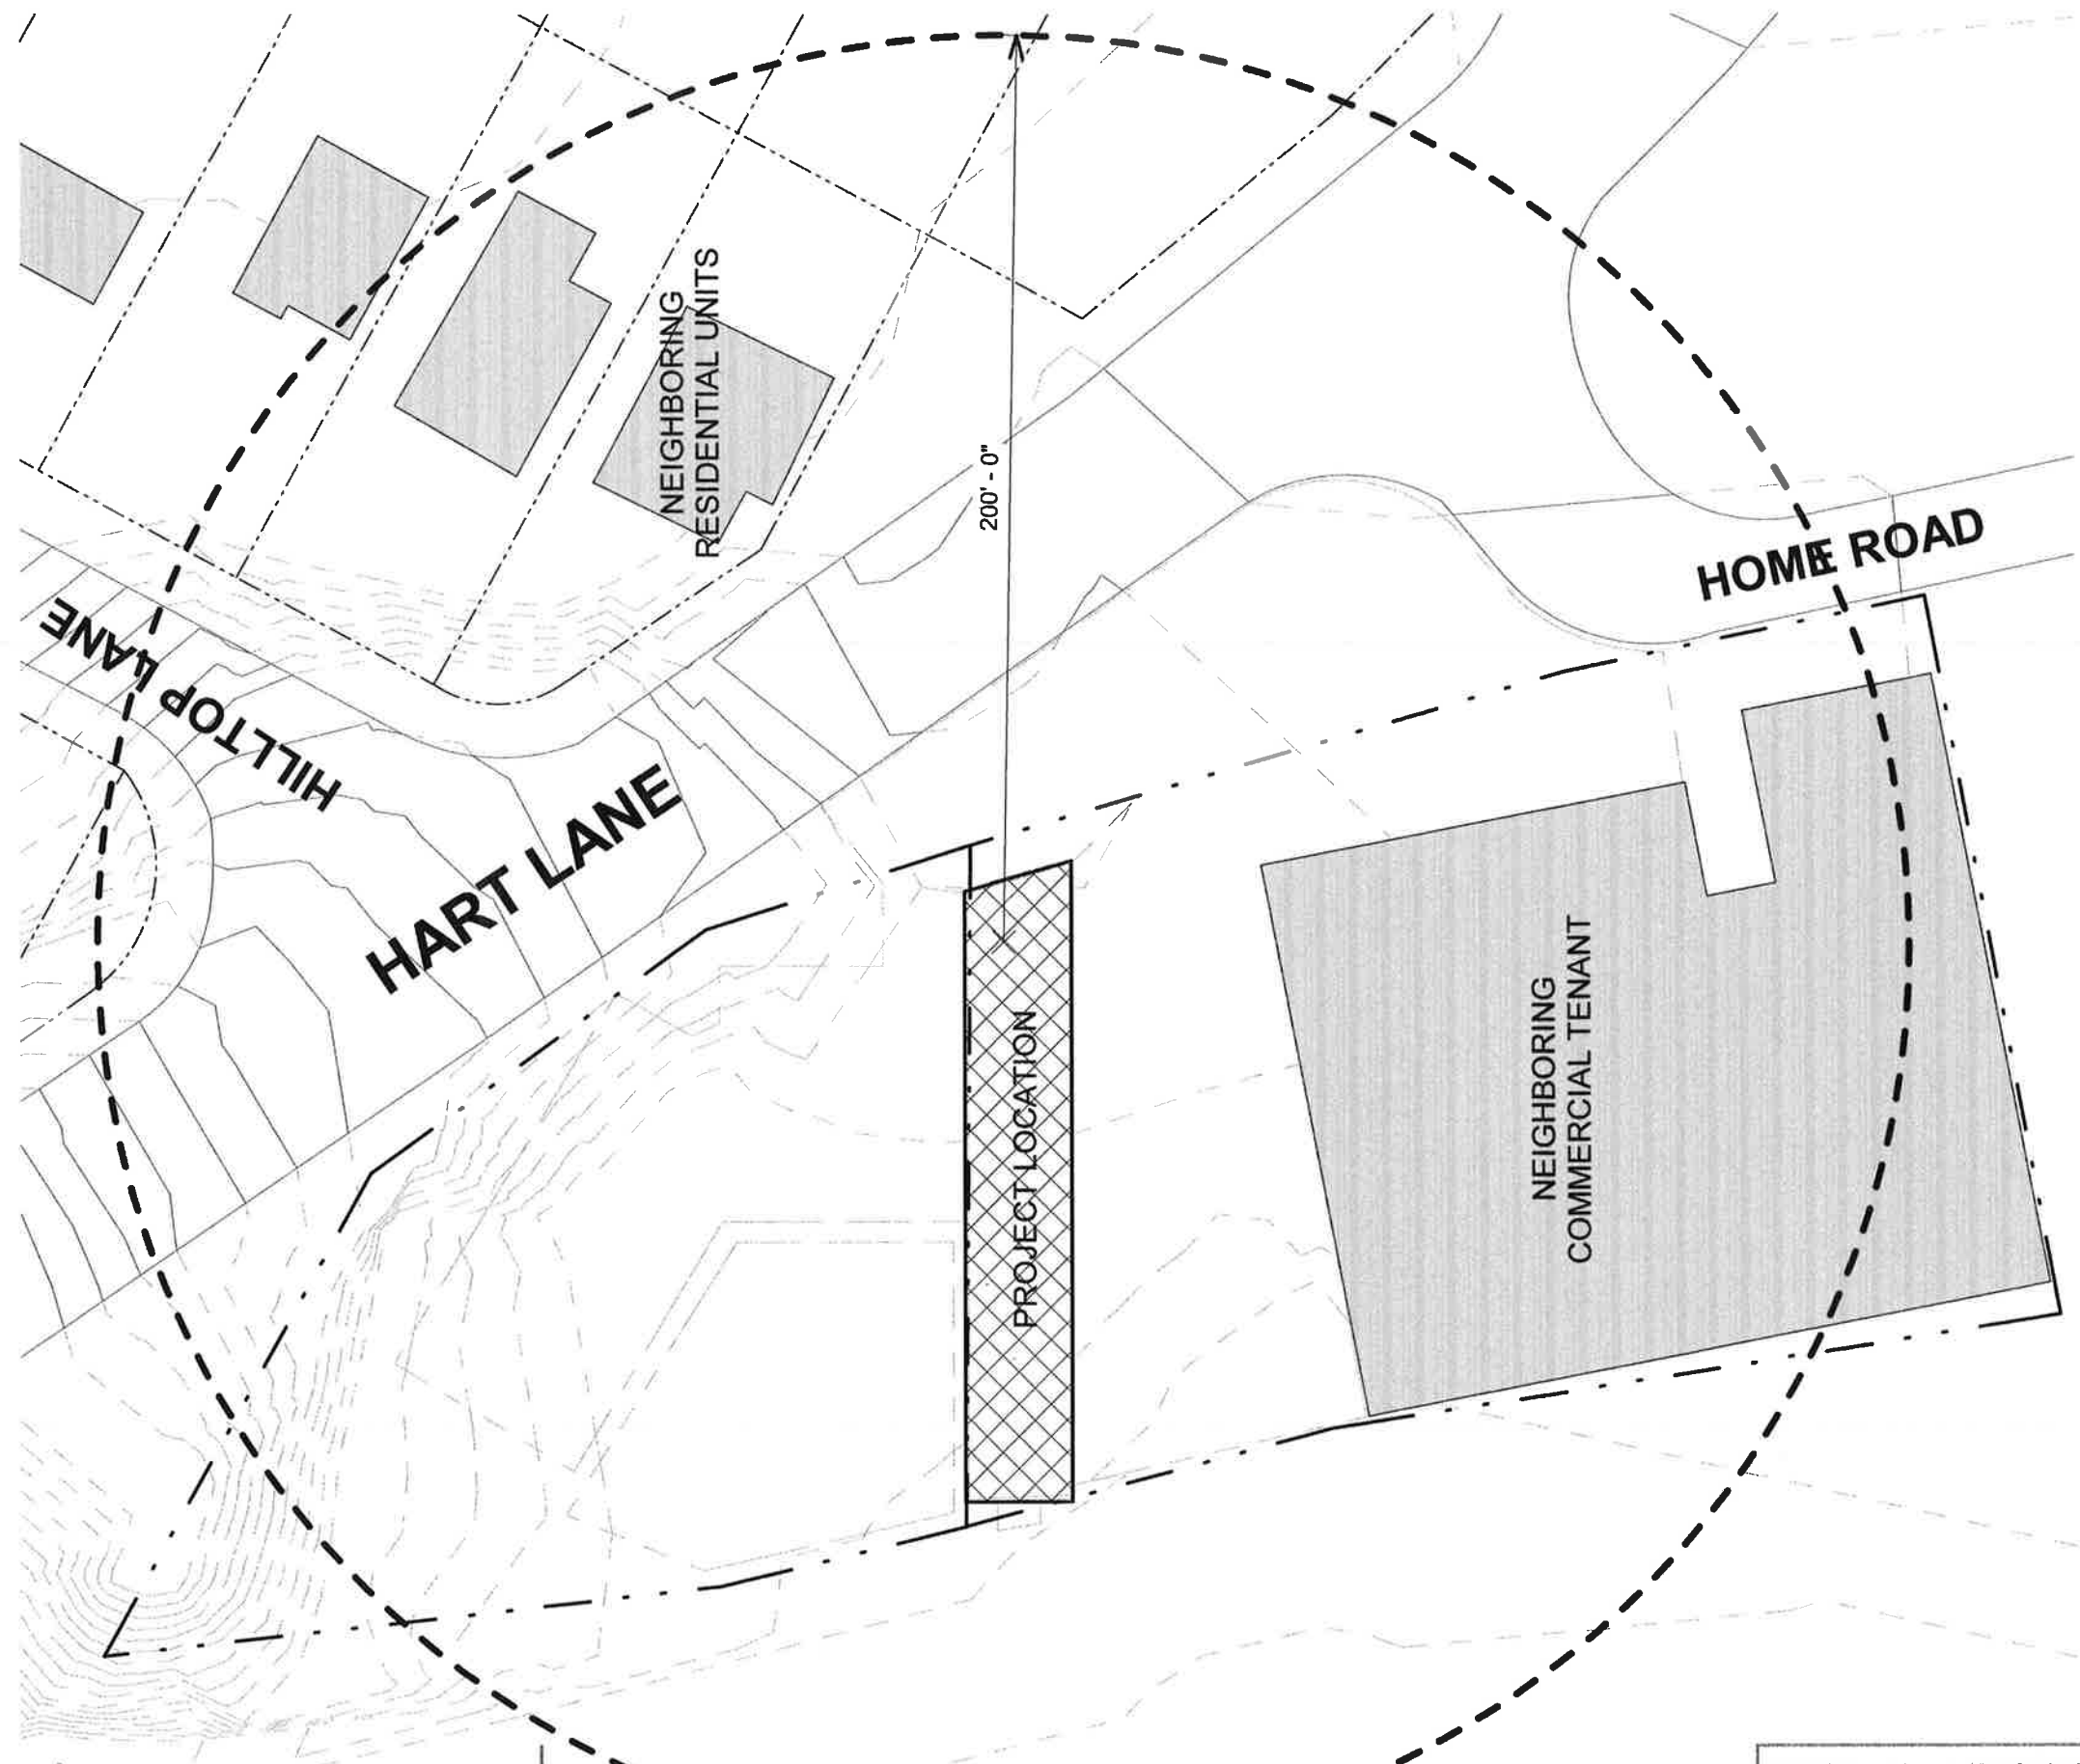 NEIGHBORING
RESIDENTIAL UNITS
200' - 0"
HOME ROAD
HILLTOP LANE
HART LANE
PROJECT LOCATION
NEIGHBORING
COMMERCIAL TENANT